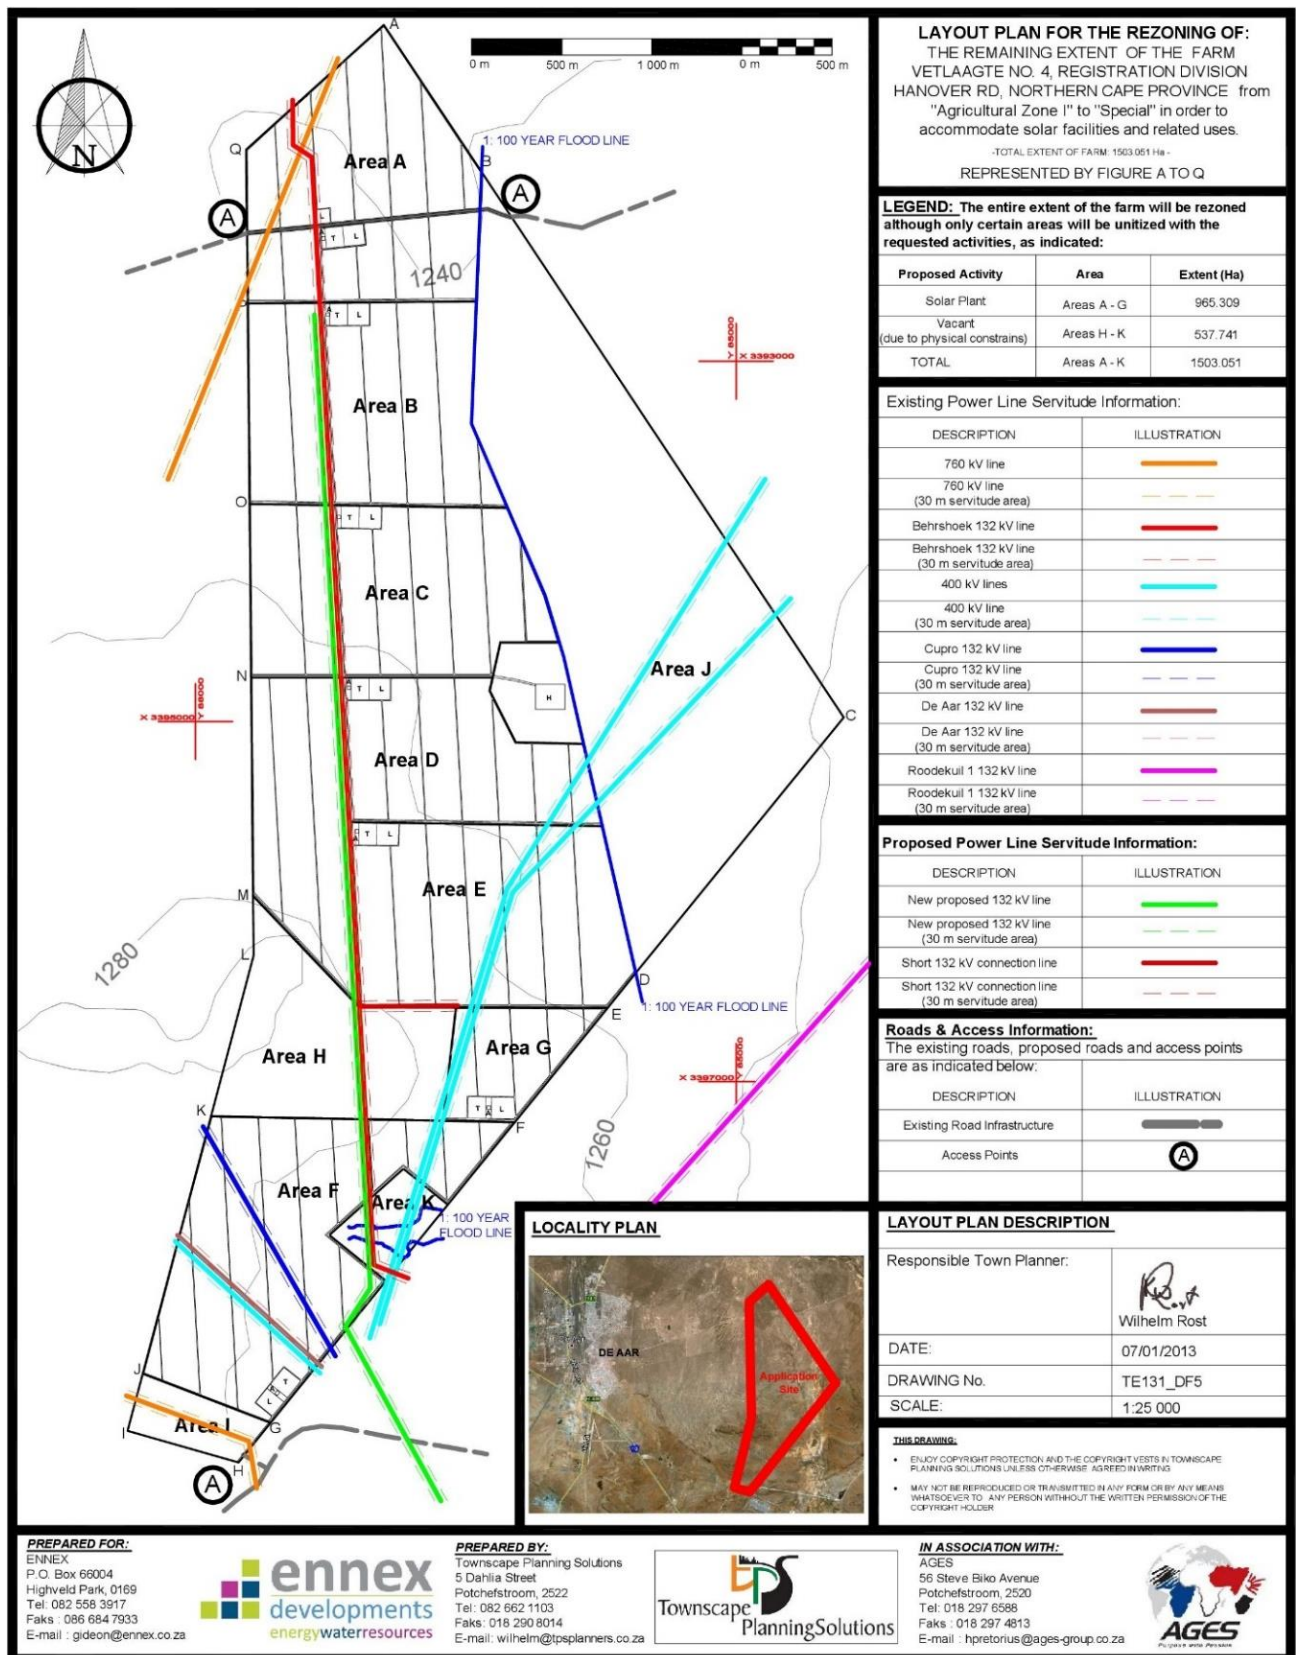 A
0 m
500 m
1 000 m
0 m
500 m
N
Q
1: 100 YEAR FLOOD LINE
B
Area A
A
A
L
T L
1240
T L
Area B
Y 85000
X 3393000
O
T L
Area C
Area J
N
H
T L
X 3395000
Y 88000
C
Area D
T L
Area E
M
1280
L
D
1: 100 YEAR FLOOD LINE
E
Area H
Area G
Y 85000
X 3397000
T A L
K
F
1260
Area F
Area K
1: 100 YEAR
FLOOD LINE
J
T
L
G
Area I
I
H
A
LOCALITY PLAN
DE AAR
Application
Site
LAYOUT PLAN FOR THE REZONING OF:
THE REMAINING EXTENT OF THE FARM
VETLAAGTE NO. 4, REGISTRATION DIVISION
HANOVER RD, NORTHERN CAPE PROVINCE from
"Agricultural Zone I" to "Special" in order to
accommodate solar facilities and related uses.
-TOTAL EXTENT OF FARM: 1503.051 Ha -
REPRESENTED BY FIGURE A TO Q
LEGEND: The entire extent of the farm will be rezoned
although only certain areas will be unitized with the
requested activities, as indicated:
Proposed Activity Area Extent (Ha)
Solar Plant Areas A - G 965.309
Vacant
(due to physical constrains) Areas H - K 537.741
TOTAL Areas A - K 1503.051
Existing Power Line Servitude Information:
DESCRIPTION ILLUSTRATION
760 kV line
760 kV line
(30 m servitude area)
Behrshoek 132 kV line
Behrshoek 132 kV line
(30 m servitude area)
400 kV lines
400 kV line
(30 m servitude area)
Cupro 132 kV line
Cupro 132 kV line
(30 m servitude area)
De Aar 132 kV line
De Aar 132 kV line
(30 m servitude area)
Roodekuil 1 132 kV line
Roodekuil 1 132 kV line
(30 m servitude area)
Proposed Power Line Servitude Information:
DESCRIPTION ILLUSTRATION
New proposed 132 kV line
New proposed 132 kV line
(30 m servitude area)
Short 132 kV connection line
Short 132 kV connection line
(30 m servitude area)
Roads & Access Information:
The existing roads, proposed roads and access points
are as indicated below:
DESCRIPTION ILLUSTRATION
Existing Road Infrastructure
Access Points A
LAYOUT PLAN DESCRIPTION
Responsible Town Planner:
Wilhelm Rost
DATE: 07/01/2013
DRAWING No. TE131_DF5
SCALE: 1:25 000
THIS DRAWING:
• ENJOY COPYRIGHT PROTECTION AND THE COPYRIGHT VESTS IN TOWNSCAPE
PLANNING SOLUTIONS UNLESS OTHERWISE AGREED IN WRITING
• MAY NOT BE REPRODUCED OR TRANSMITTED IN ANY FORM OR BY ANY MEANS
WHATSOEVER TO ANY PERSON WITHOUT THE WRITTEN PERMISSION OF THE
COPYRIGHT HOLDER
PREPARED FOR:
ENNEX
P.O. Box 66004
Highveld Park, 0169
Tel: 082 558 3917
Faks : 086 684 7933
E-mail : gideon@ennex.co.za
ennex
developments
energywaterresources
PREPARED BY:
Townscape Planning Solutions
5 Dahlia Street
Potchefstroom, 2522
Tel: 082 662 1103
Faks: 018 290 8014
E-mail: wilhelm@tpsplanners.co.za
tps
Townscape
PlanningSolutions
IN ASSOCIATION WITH:
AGES
56 Steve Biko Avenue
Potchefstroom, 2520
Tel: 018 297 6588
Faks : 018 297 4813
E-mail : hpretorius@ages-group.co.za
AGES
Purpose with Passion